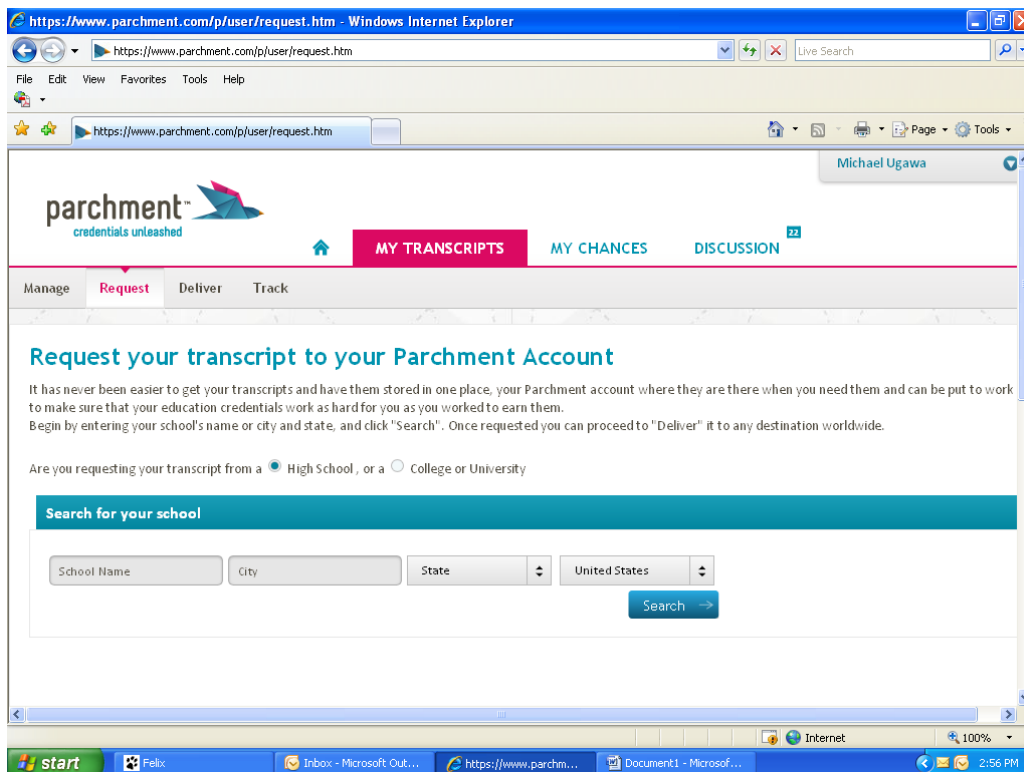 https://www.parchment.com/p/user/request.htm - Windows Internet Explorer
https://www.parchment.com/p/user/request.htm
Live Search
File Edit View Favorites Tools Help
https://www.parchment.com/p/user/request.htm
Page
Tools
Michael Ugawa
parchment™
credentials unleashed
MY TRANSCRIPTS
MY CHANCES
DISCUSSION
22
Manage
Request
Deliver
Track
Request your transcript to your Parchment Account
It has never been easier to get your transcripts and have them stored in one place, your Parchment account where they are there when you need them and can be put to work
to make sure that your education credentials work as hard for you as you worked to earn them.
Begin by entering your school's name or city and state, and click "Search". Once requested you can proceed to "Deliver" it to any destination worldwide.
Are you requesting your transcript from a High School , or a College or University
Search for your school
School Name
City
State
United States
Search
Internet
100%
start
Felix
Inbox - Microsoft Out...
https://www.parchm...
Document1 - Microsof...
2:56 PM